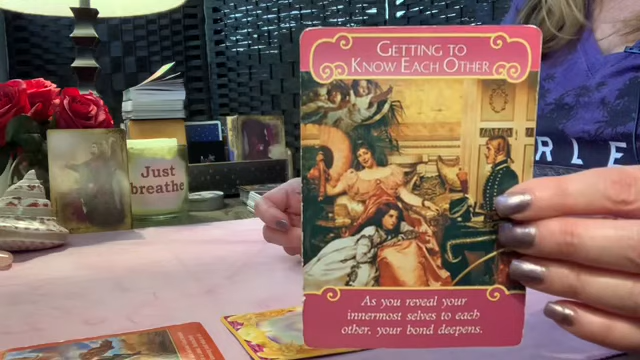 GETTING TO
KNOW EACH OTHER
As you reveal your
innermost selves to each
other, your bond deepens.
Just
breathe
RLE